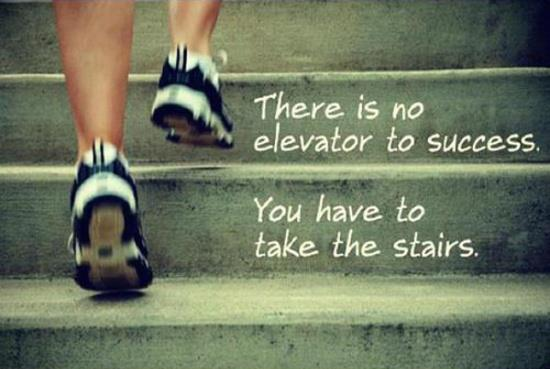 There is no
elevator to success.
You have to
take the stairs.